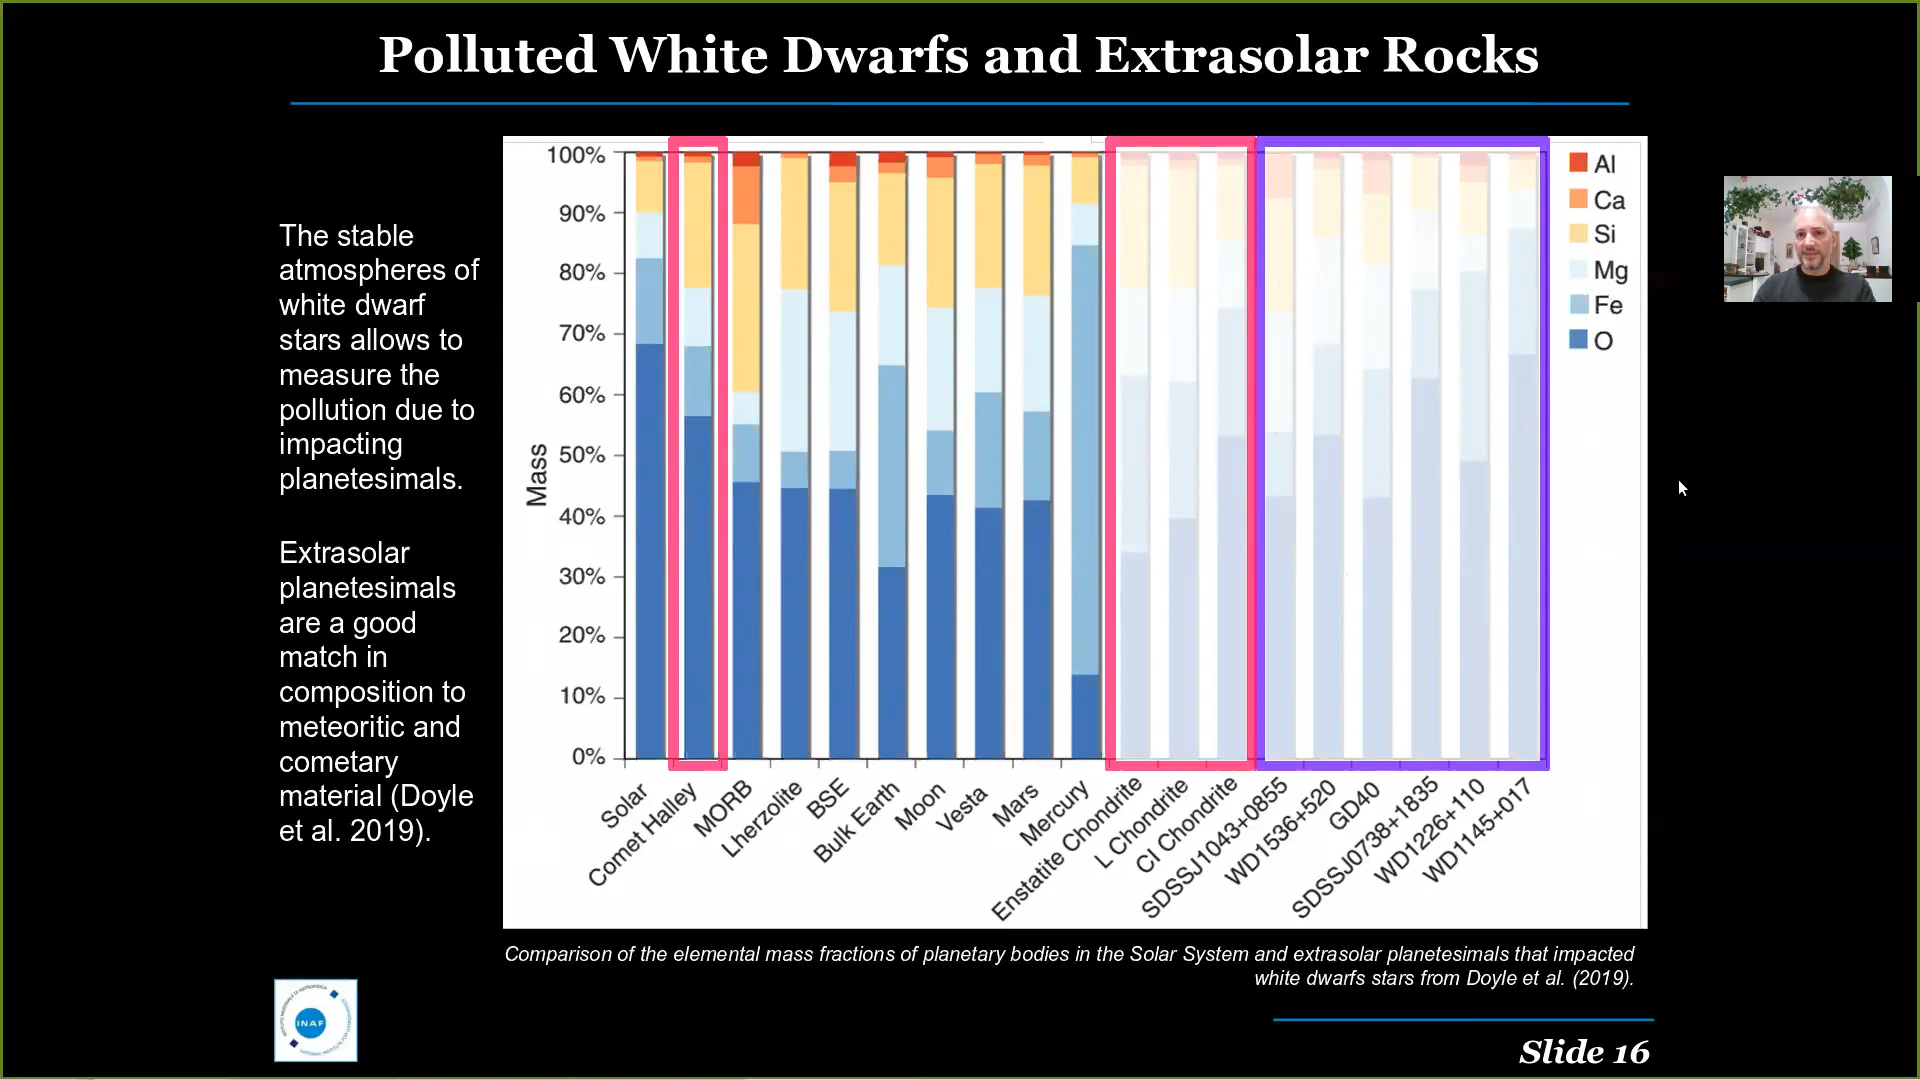 Polluted White Dwarfs and Extrasolar Rocks
The stable
atmospheres of
white dwarf
stars allows to
measure the
pollution due to
impacting
planetesimals.
Extrasolar
planetesimals
are a good
match in
composition to
meteoritic and
cometary
material (Doyle
et al. 2019).
100%
90%
80%
70%
60%
50%
40%
30%
20%
10%
0%
Mass
Solar
Comet Halley
MORB
Lherzolite
BSE
Bulk Earth
Moon
Vesta
Mars
Mercury
Enstatite Chondrite
L Chondrite
CI Chondrite
SDSSJ1043+0855
WD1536+520
GD40
SDSSJ0738+1835
WD1226+110
WD1145+017
Al
Ca
Si
Mg
Fe
O
Comparison of the elemental mass fractions of planetary bodies in the Solar System and extrasolar planetesimals that impacted
white dwarfs stars from Doyle et al. (2019).
INAF
Slide 16